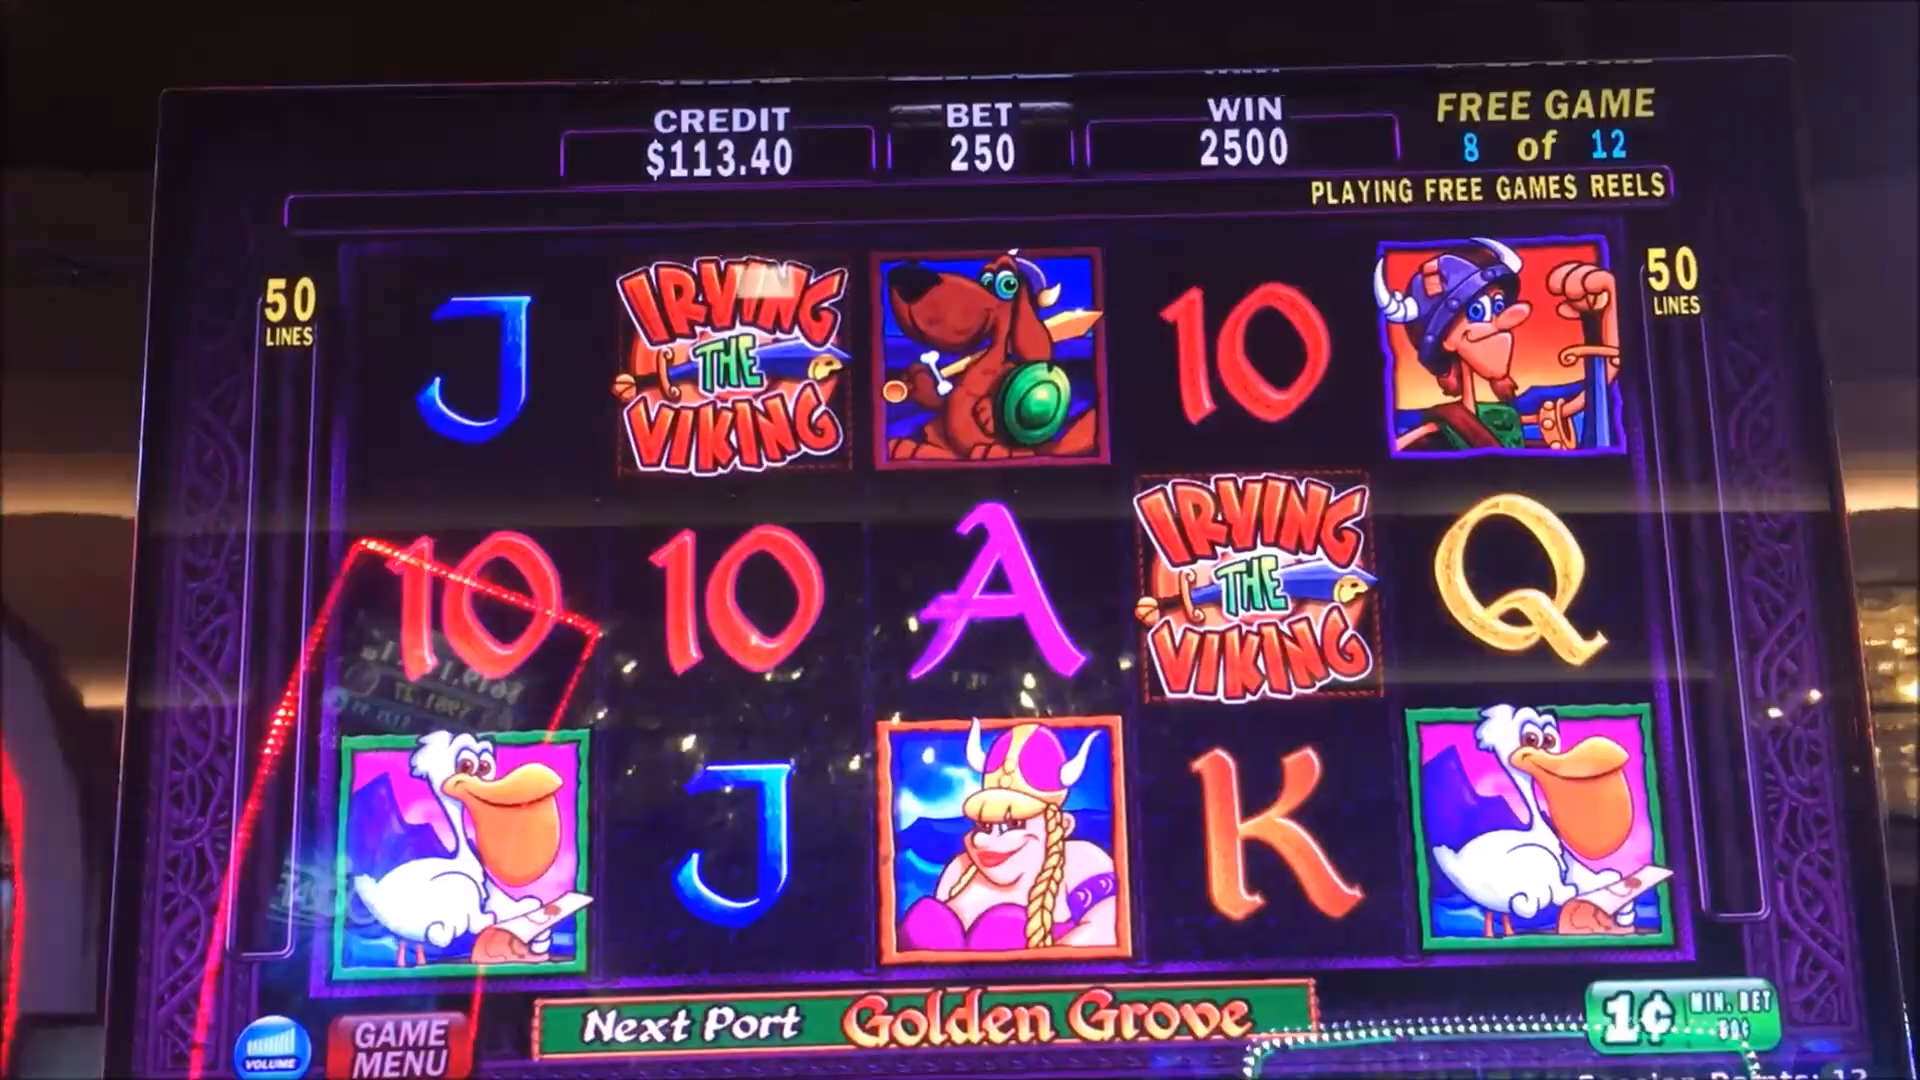 CREDIT
$113.40
BET
250
WIN
2500
FREE GAME
8 of 12
PLAYING FREE GAMES REELS
50
LINES
50
LINES
J
IRVING
THE
VIKING
10
10
10
A
IRVING
THE
VIKING
Q
J
K
Next Port Golden Grove
VOLUME
GAME
MENU
1¢
MIN. BET
50¢